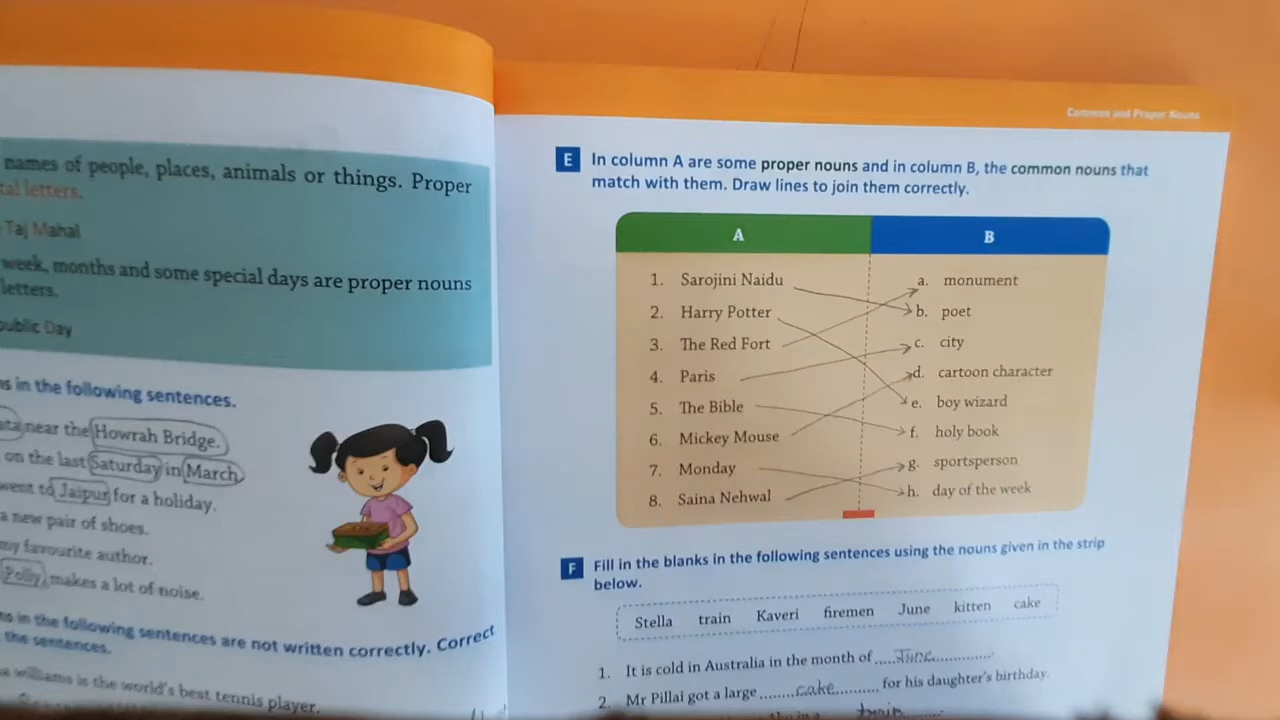 names of people, places, animals or things. Proper
tal letters.
Taj Mahal
week, months and some special days are proper nouns
letters.
public Day
in the following sentences.
near the Howrah Bridge.
on the last Saturday in March
went to Jaipur for a holiday.
a new pair of shoes.
my favourite author.
Polly, makes a lot of noise.
in the following sentences are not written correctly. Correct
the sentences.
williams is the world's best tennis player.
Common and Proper Nouns
E In column A are some proper nouns and in column B, the common nouns that
match with them. Draw lines to join them correctly.
A B
1. Sarojini Naidu a. monument
2. Harry Potter b. poet
3. The Red Fort c. city
4. Paris d. cartoon character
5. The Bible e. boy wizard
6. Mickey Mouse f. holy book
7. Monday g. sportsperson
8. Saina Nehwal h. day of the week
F Fill in the blanks in the following sentences using the nouns given in the strip
below.
Stella train Kaveri firemen June kitten cake
1. It is cold in Australia in the month of ....June..............
2. Mr Pillai got a large ........cake........... for his daughter's birthday.
train